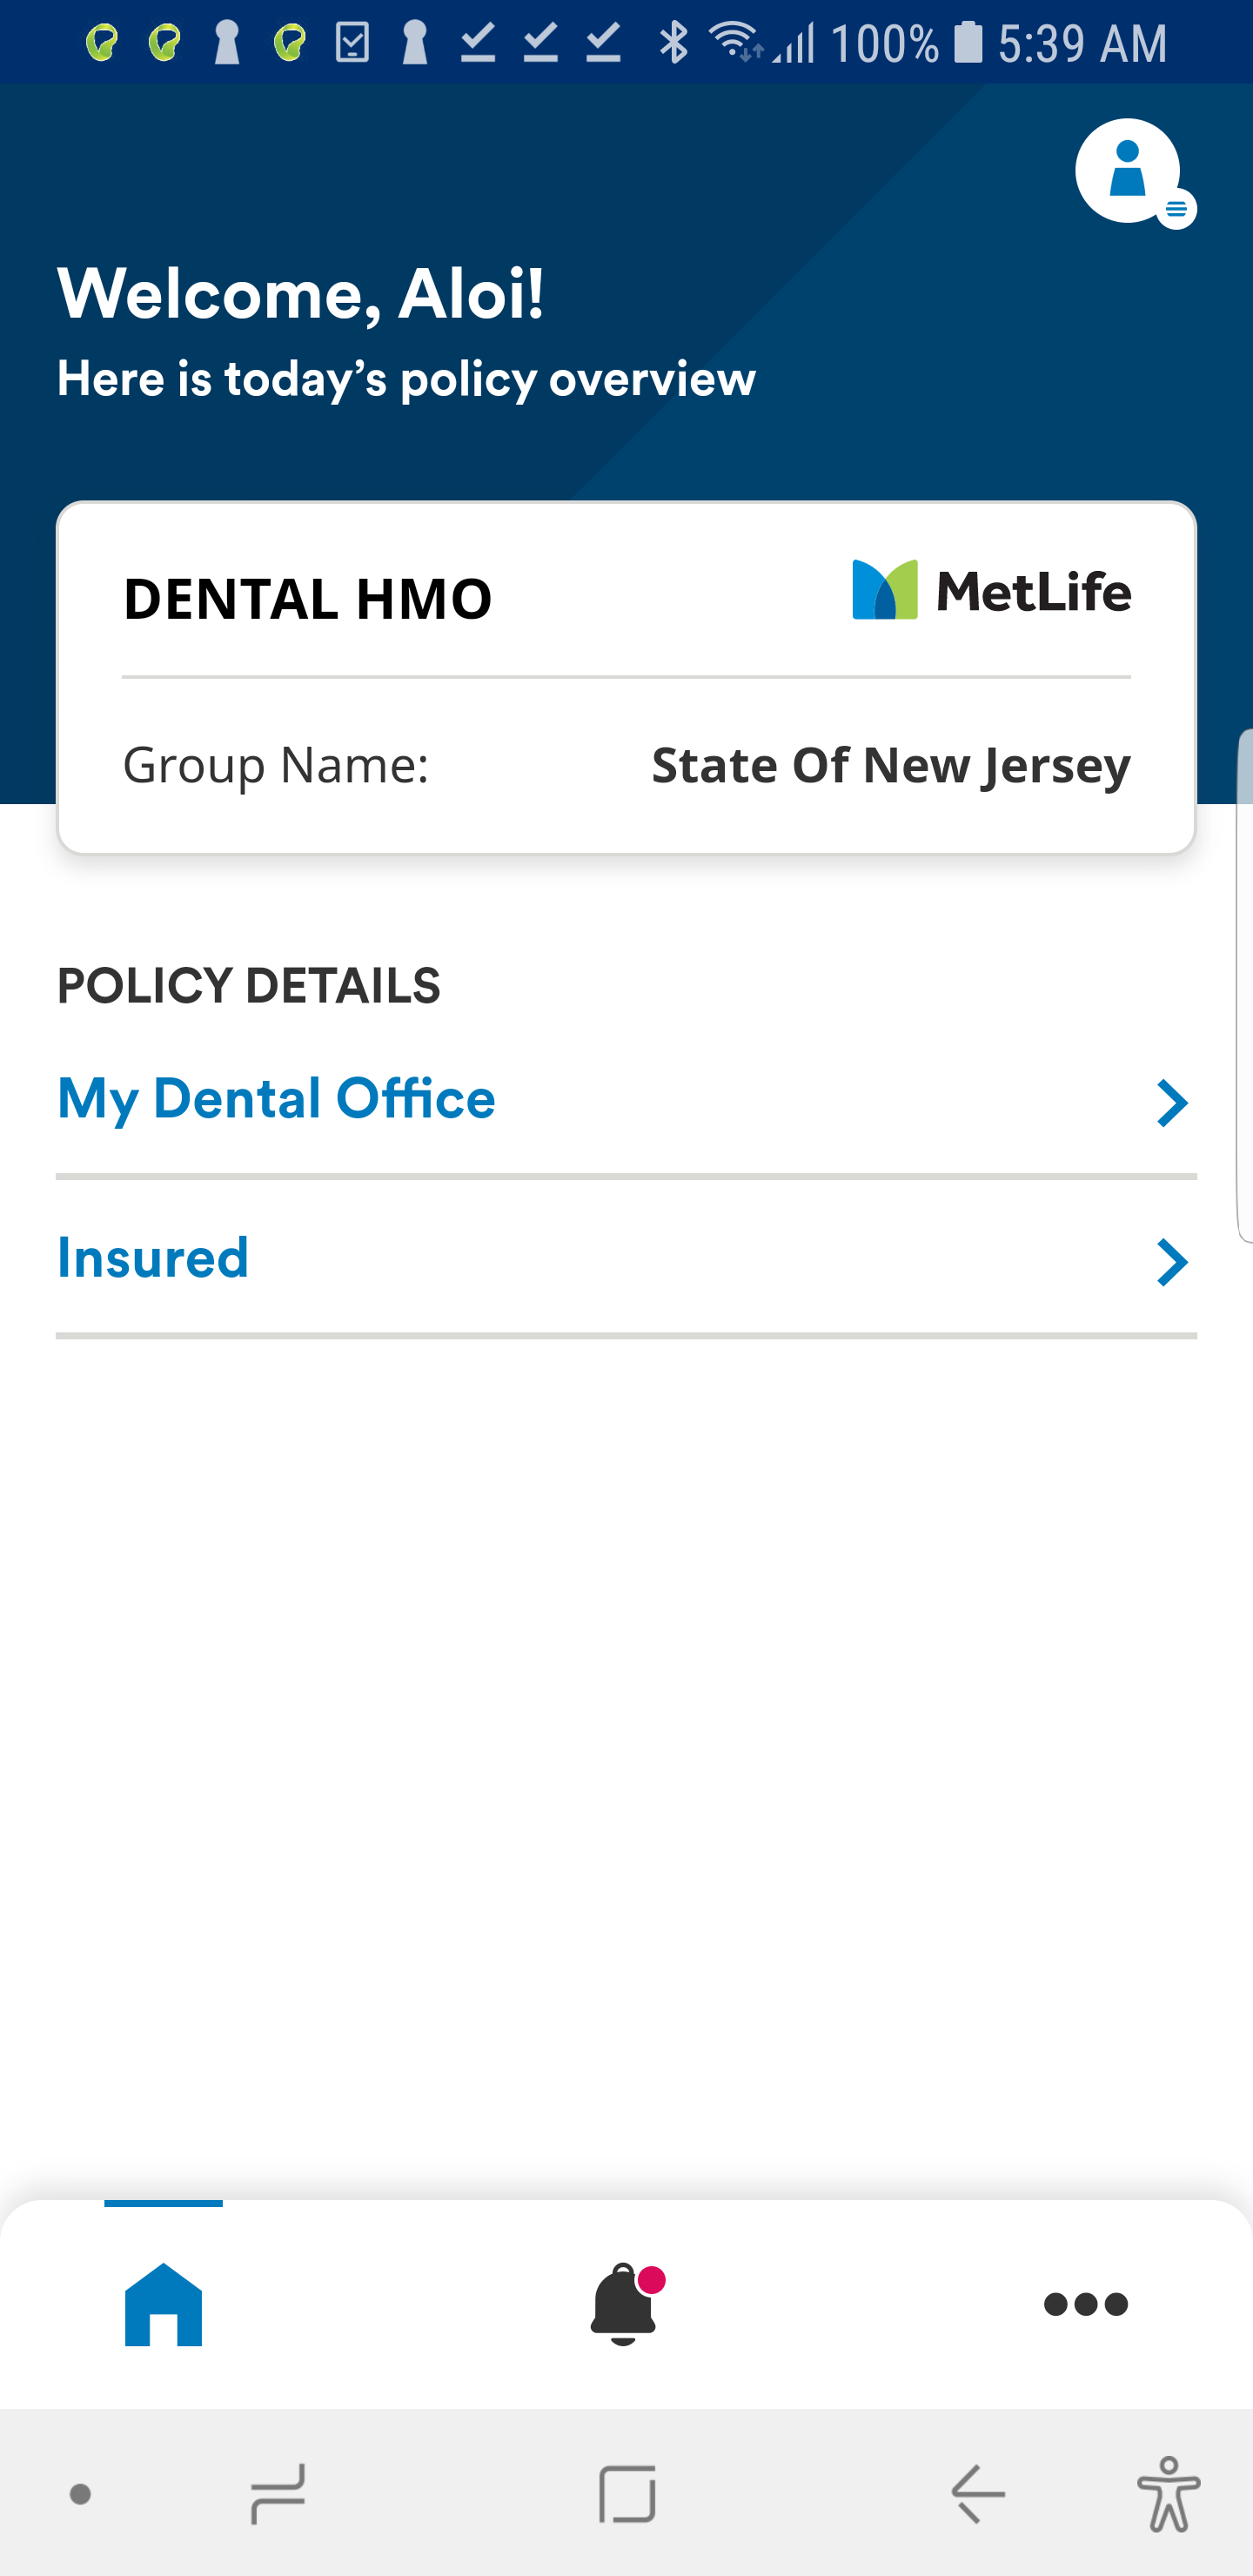 100% 5:39 AM
Welcome, Aloi!
Here is today’s policy overview
DENTAL HMO
MetLife
Group Name: State Of New Jersey
POLICY DETAILS
My Dental Office
Insured